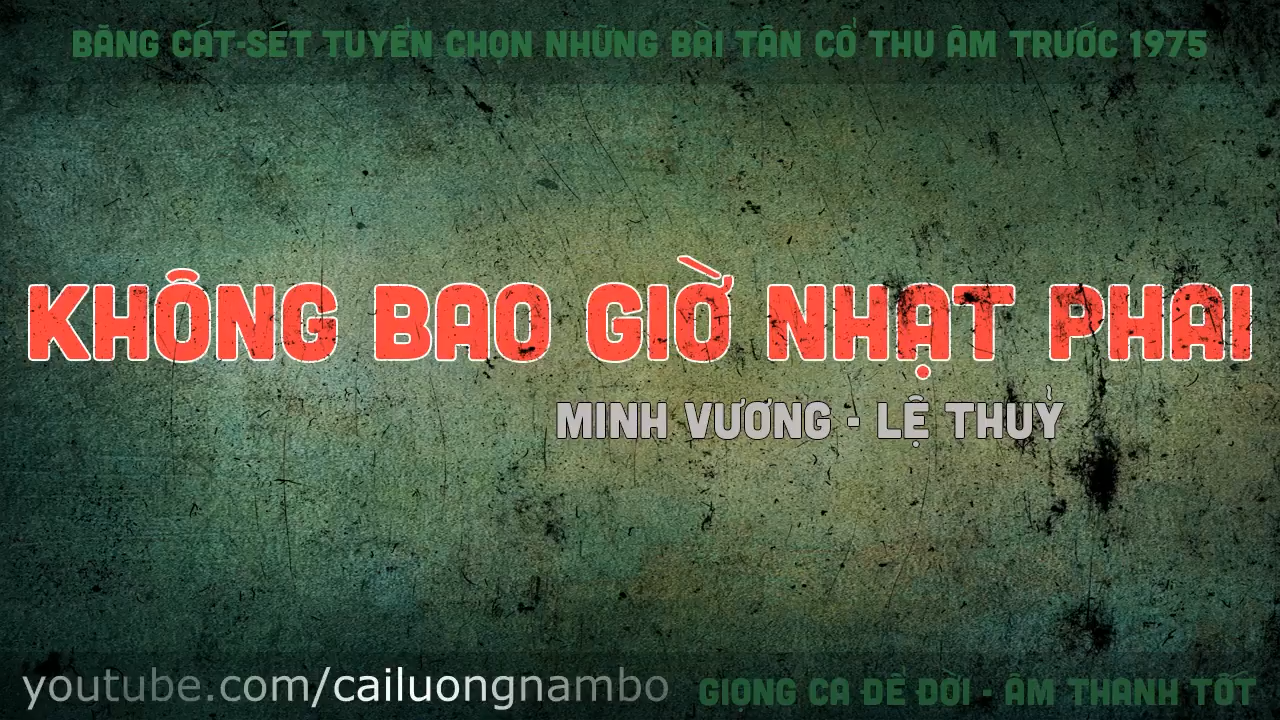 BĂNG CÁT-SÉT TUYỂN CHỌN NHỮNG BÀI TÂN CỔ THU ÂM TRƯỚC 1975
KHÔNG BAO GIỜ NHẠT PHAI
MINH VƯƠNG - LỆ THUỶ
youtube.com/cailuongnambo
GIỌNG CA ĐỂ ĐỜI - ÂM THANH TỐT